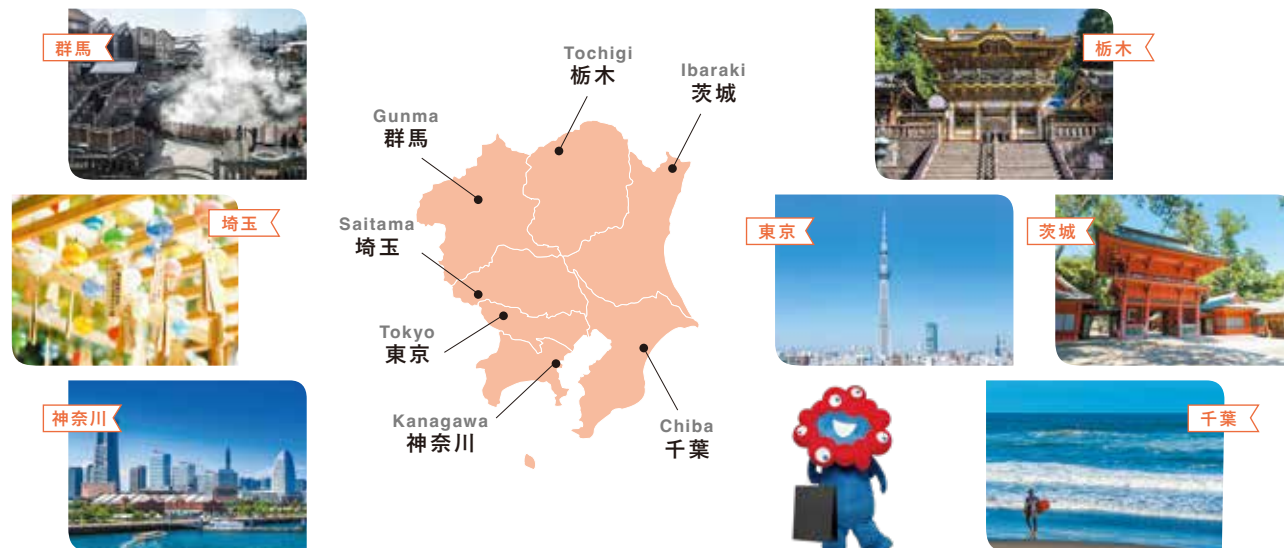 群馬
埼玉
神奈川
Tochigi
栃木
Ibaraki
茨城
Gunma
群馬
Saitama
埼玉
Tokyo
東京
Kanagawa
神奈川
Chiba
千葉
栃木
東京
茨城
千葉